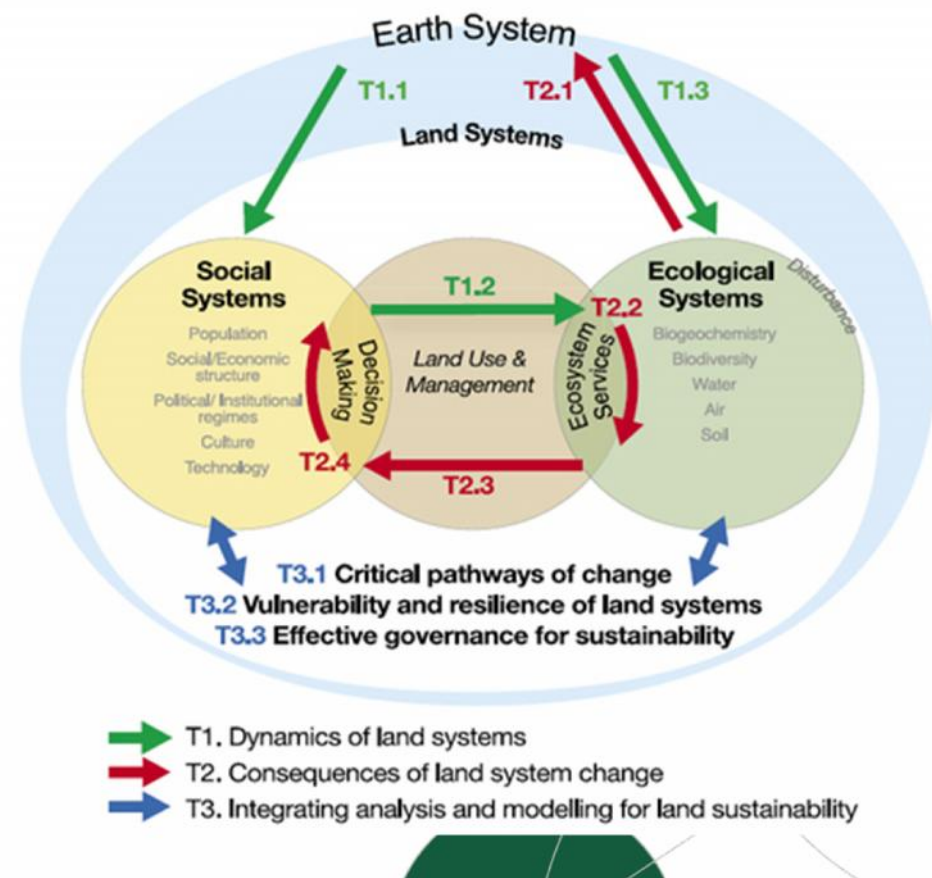 Earth System
T1.1
T2.1
T1.3
Land Systems
Social
Systems
Population
Social/Economic
structure
Political/ Institutional
regimes
Culture
Technology
Decision
Making
T1.2
Land Use &
Management
T2.3
T2.4
T2.2
Ecosystem
Services
Ecological
Systems
Biogeochemistry
Biodiversity
Water
Air
Soil
Disturbance
T3.1 Critical pathways of change
T3.2 Vulnerability and resilience of land systems
T3.3 Effective governance for sustainability
T1. Dynamics of land systems
T2. Consequences of land system change
T3. Integrating analysis and modelling for land sustainability